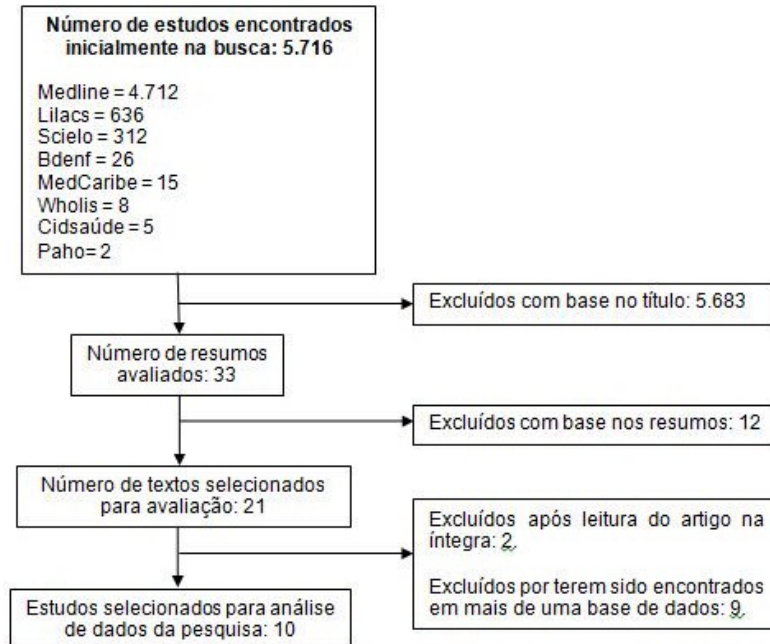 Número de estudos encontrados
inicialmente na busca: 5.716
Medline = 4.712
Lilacs = 636
Scielo = 312
Bdenf = 26
MedCaribe = 15
Wholis = 8
Cidsaúde = 5
Paho= 2
Excluídos com base no título: 5.683
Número de resumos
avaliados: 33
Excluídos com base nos resumos: 12
Número de textos selecionados
para avaliação: 21
Excluídos após leitura do artigo na
íntegra: 2.
Excluídos por terem sido encontrados
em mais de uma base de dados: 9.
Estudos selecionados para análise
de dados da pesquisa: 10